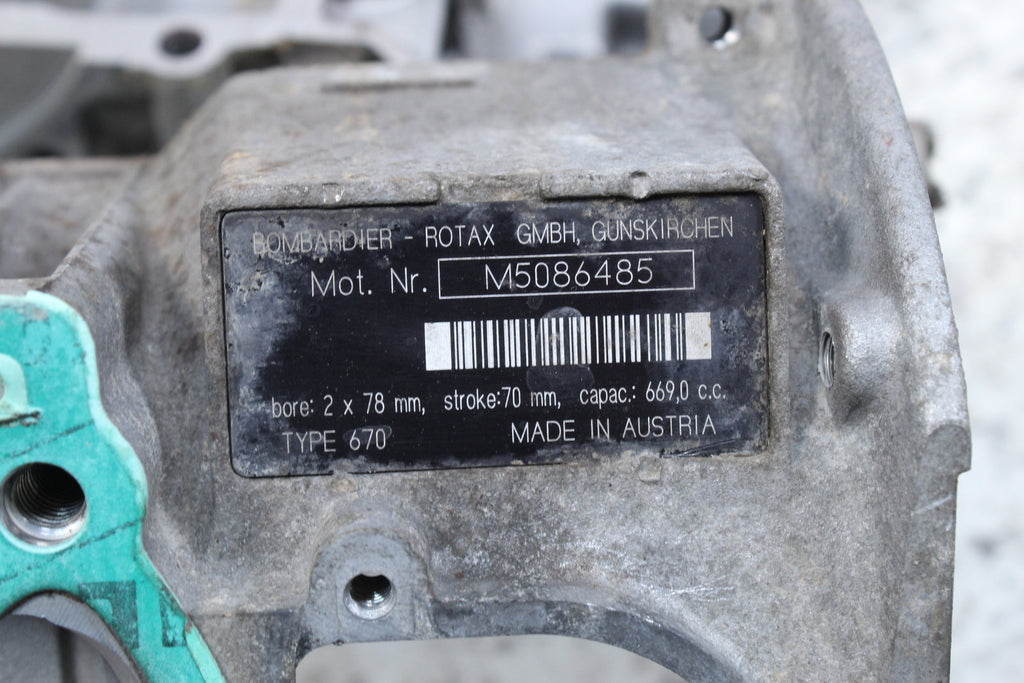 BOMBARDIER - ROTAX GMBH, GUNSKIRCHEN
Mot. Nr. M5086485
bore: 2 x 78 mm, stroke:70 mm, capac.: 669,0 c.c.
TYPE 670 MADE IN AUSTRIA